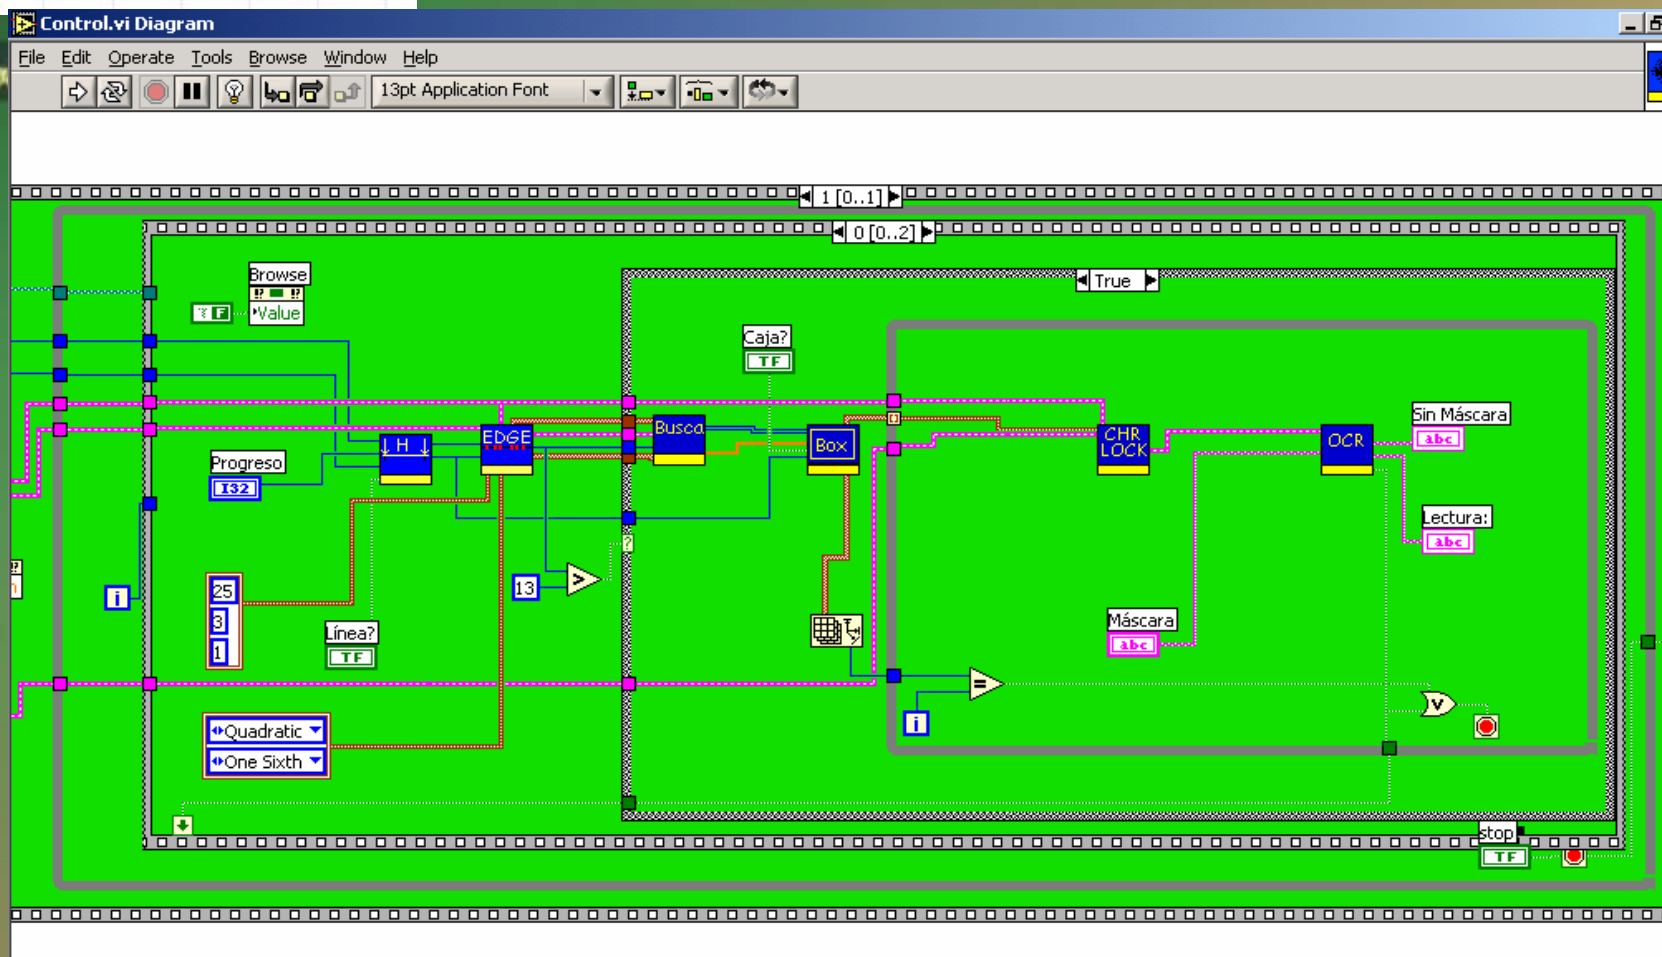 Control.vi Diagram
File Edit Operate Tools Browse Window Help
13pt Application Font
1 [0..1]
0 [0..2]
Browse
True
F
Value
Caja?
TF
Sin Máscara
abc
Busca
EDGE
H
Box
CHR
LOCK
OCR
Progreso
I32
Lectura:
abc
?
25
3
1
i
13
>
Línea?
TF
Máscara
abc
=
i
V
Quadratic
One Sixth
stop
TF